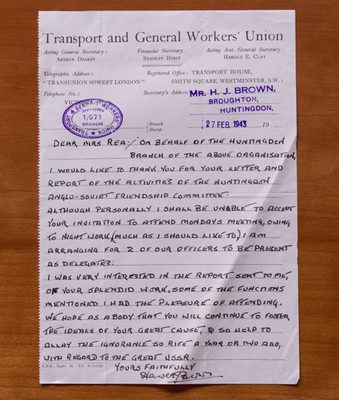 Transport and General Workers' Union
Acting General Secretary: Financial Secretary Acting Asst. General Secretary:
ARTHUR DEAKIN STANLEY HIRST HAROLD E. CLAY
Telegraphic Address: Registered Office: TRANSPORT HOUSE,
"TRANSUNION SOWEST LONDON" SMITH SQUARE, WESTMINSTER, S.W.1
Telephone No.: Secretary's Address
VIC
Mr. H. J. BROWN,
BROUGHTON,
HUNTINGDON.
TRANSPORT & GENERAL WORKERS UNION
1/971
BRANCH
Branch
Stamp
27 FEB 1943 19
DEAR MRS REA:/ ON BEHALF OF THE HUNTINGDON
BRANCH OF THE ABOVE ORGANISATION
I WOULD LIKE TO THANK YOU FOR YOUR LETTER AND
REPORT OF THE ACTIVITIES OF THE HUNTINGDON
ANGLO-SOVIET FRIENDSHIP COMMITTEE.
ALTHOUGH PERSONALLY I SHALL BE UNABLE TO ACCEPT
YOUR INVITATION TO ATTEND MONDAYS MEETING, OWING
TO NIGHT WORK, (MUCH AS I SHOULD LIKE TO) I AM
ARRANGING FOR 2 OF OUR OFFICERS TO BE PRESENT
AS DELEGATES.
I WAS VERY INTERESTED IN THE REPORT SENT TO ME,
OF YOUR SPLENDID WORK, SOME OF THE FUNCTIONS
MENTIONED I HAD THE PLEASURE OF ATTENDING.
WE HOPE AS A BODY THAT YOU WILL CONTINUE TO FOSTER
THE IDEALS OF YOUR GREAT CAUSE, & SO HELP TO
ALLAY THE IGNORANCE SO RIFE A YEAR OR TWO AGO,
WITH REGARD TO THE GREAT USSR.
YOURS FAITHFULLY